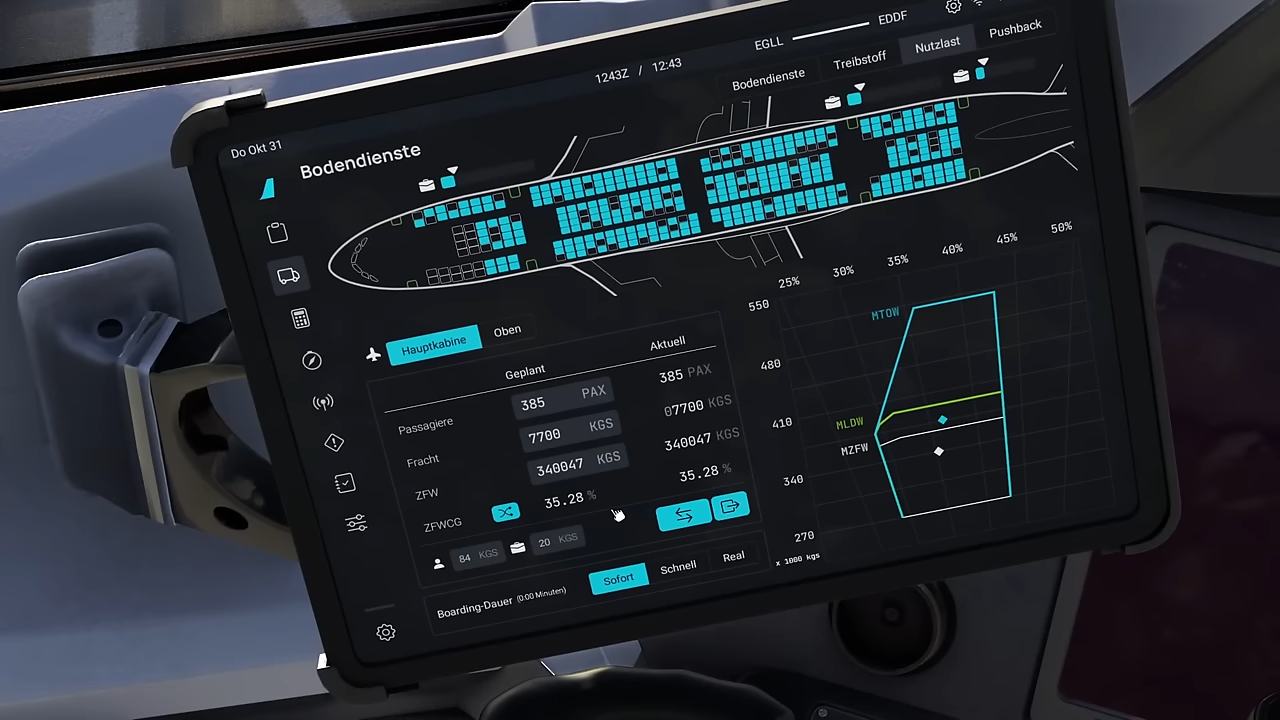 EGLL EDDF
1243Z / 12:43
Do Okt 31
Bodendienste
Bodendienste Treibstoff Nutzlast Pushback
Hauptkabine Oben
Geplant Aktuell
Passagiere 385 PAX 385 PAX
Fracht 7700 KGS 07700 KGS
ZFW 340047 KGS 340047 KGS
ZFWCG 35.28 % 35.28 %
84 KGS 20 KGS
Boarding-Dauer (0:00 Minuten) Sofort Schnell Real
25% 30% 35% 40% 45% 50%
550
480
410
340
270
x 1000 kgs
MTOW
MLDW
MZFW